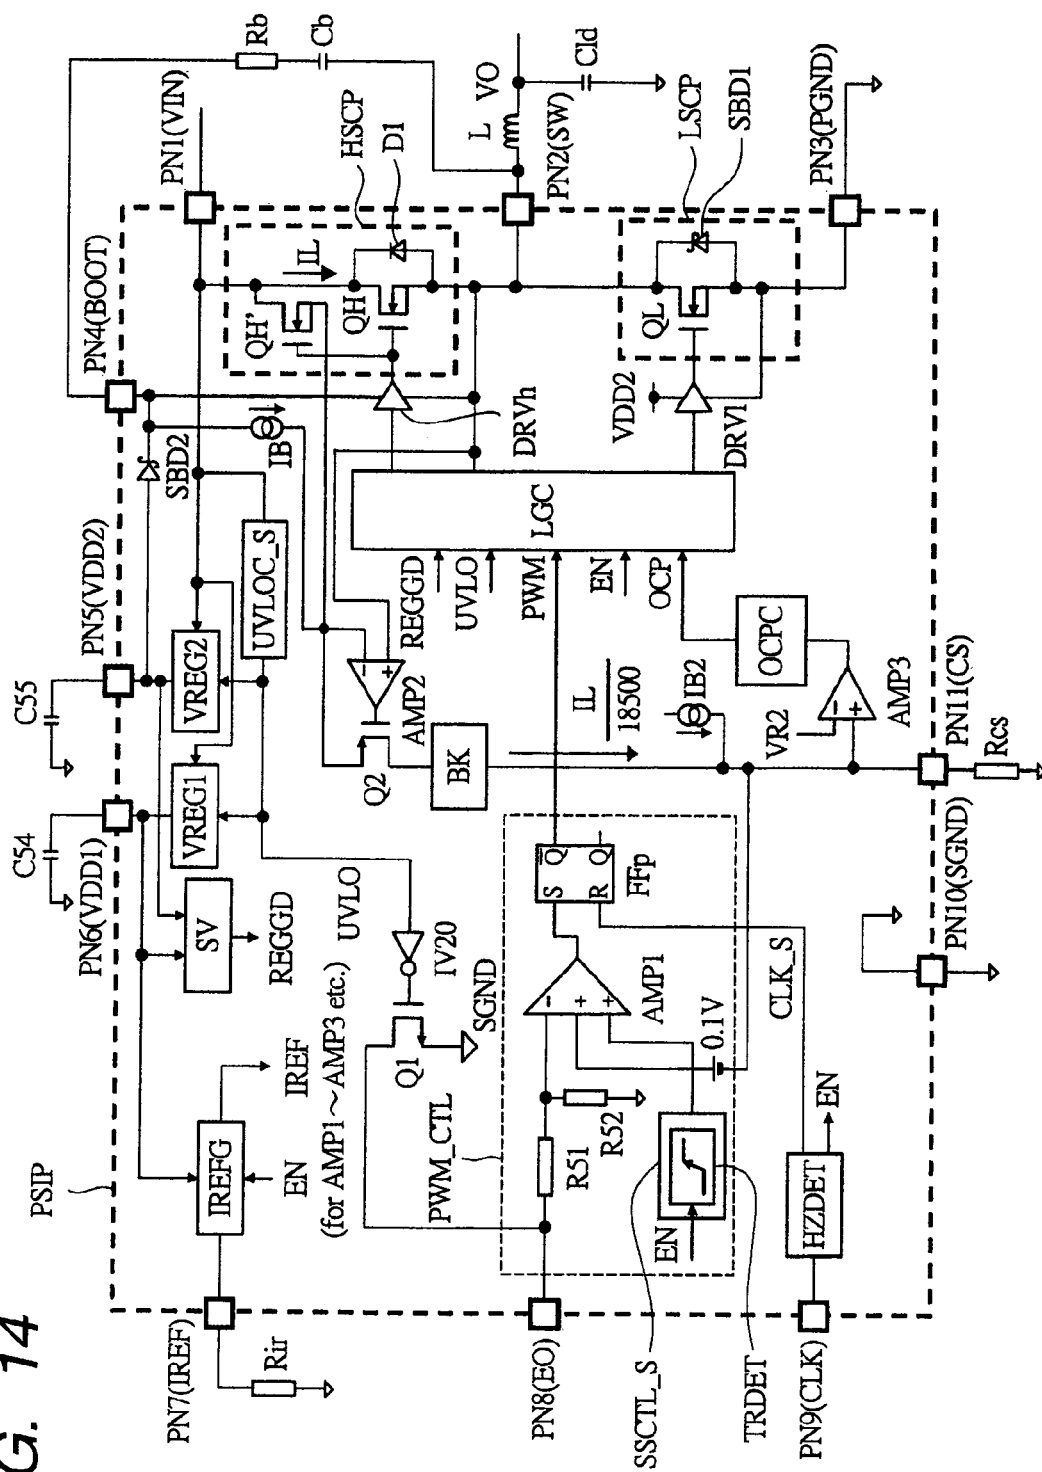 G. 14
PSIP
PN7(IREF)
Rir
IREFG
EN
IREF
(for AMP1～AMP3 etc.)
C54
PN6(VDD1)
SV
REGGD
VREG1
C55
PN5(VDD2)
VREG2
UVLOC_S
SBD2
PN4(BOOT)
IB
PN1(VIN)
Rb
Cb
HSCP
D1
QH'
IL
QH
DRVh
UVLO
IV20
Q1
SGND
Q2
AMP2
-
+
BK
IL
18500
REGGD
UVLO
PWM
EN
OCP
LGC
L
VO
Cld
PN2(SW)
LSCP
SBD1
VDD2
QL
DRVl
PN3(PGND)
PWM_CTL
PN8(EO)
R51
R52
-
+
+
AMP1
S
Q
R
Q
FFp
IB2
OCPC
VR2
-
+
AMP3
0.1V
EN
SSCTL_S
TRDET
CLK_S
HZDET
EN
PN9(CLK)
PN10(SGND)
PN11(CS)
Rcs